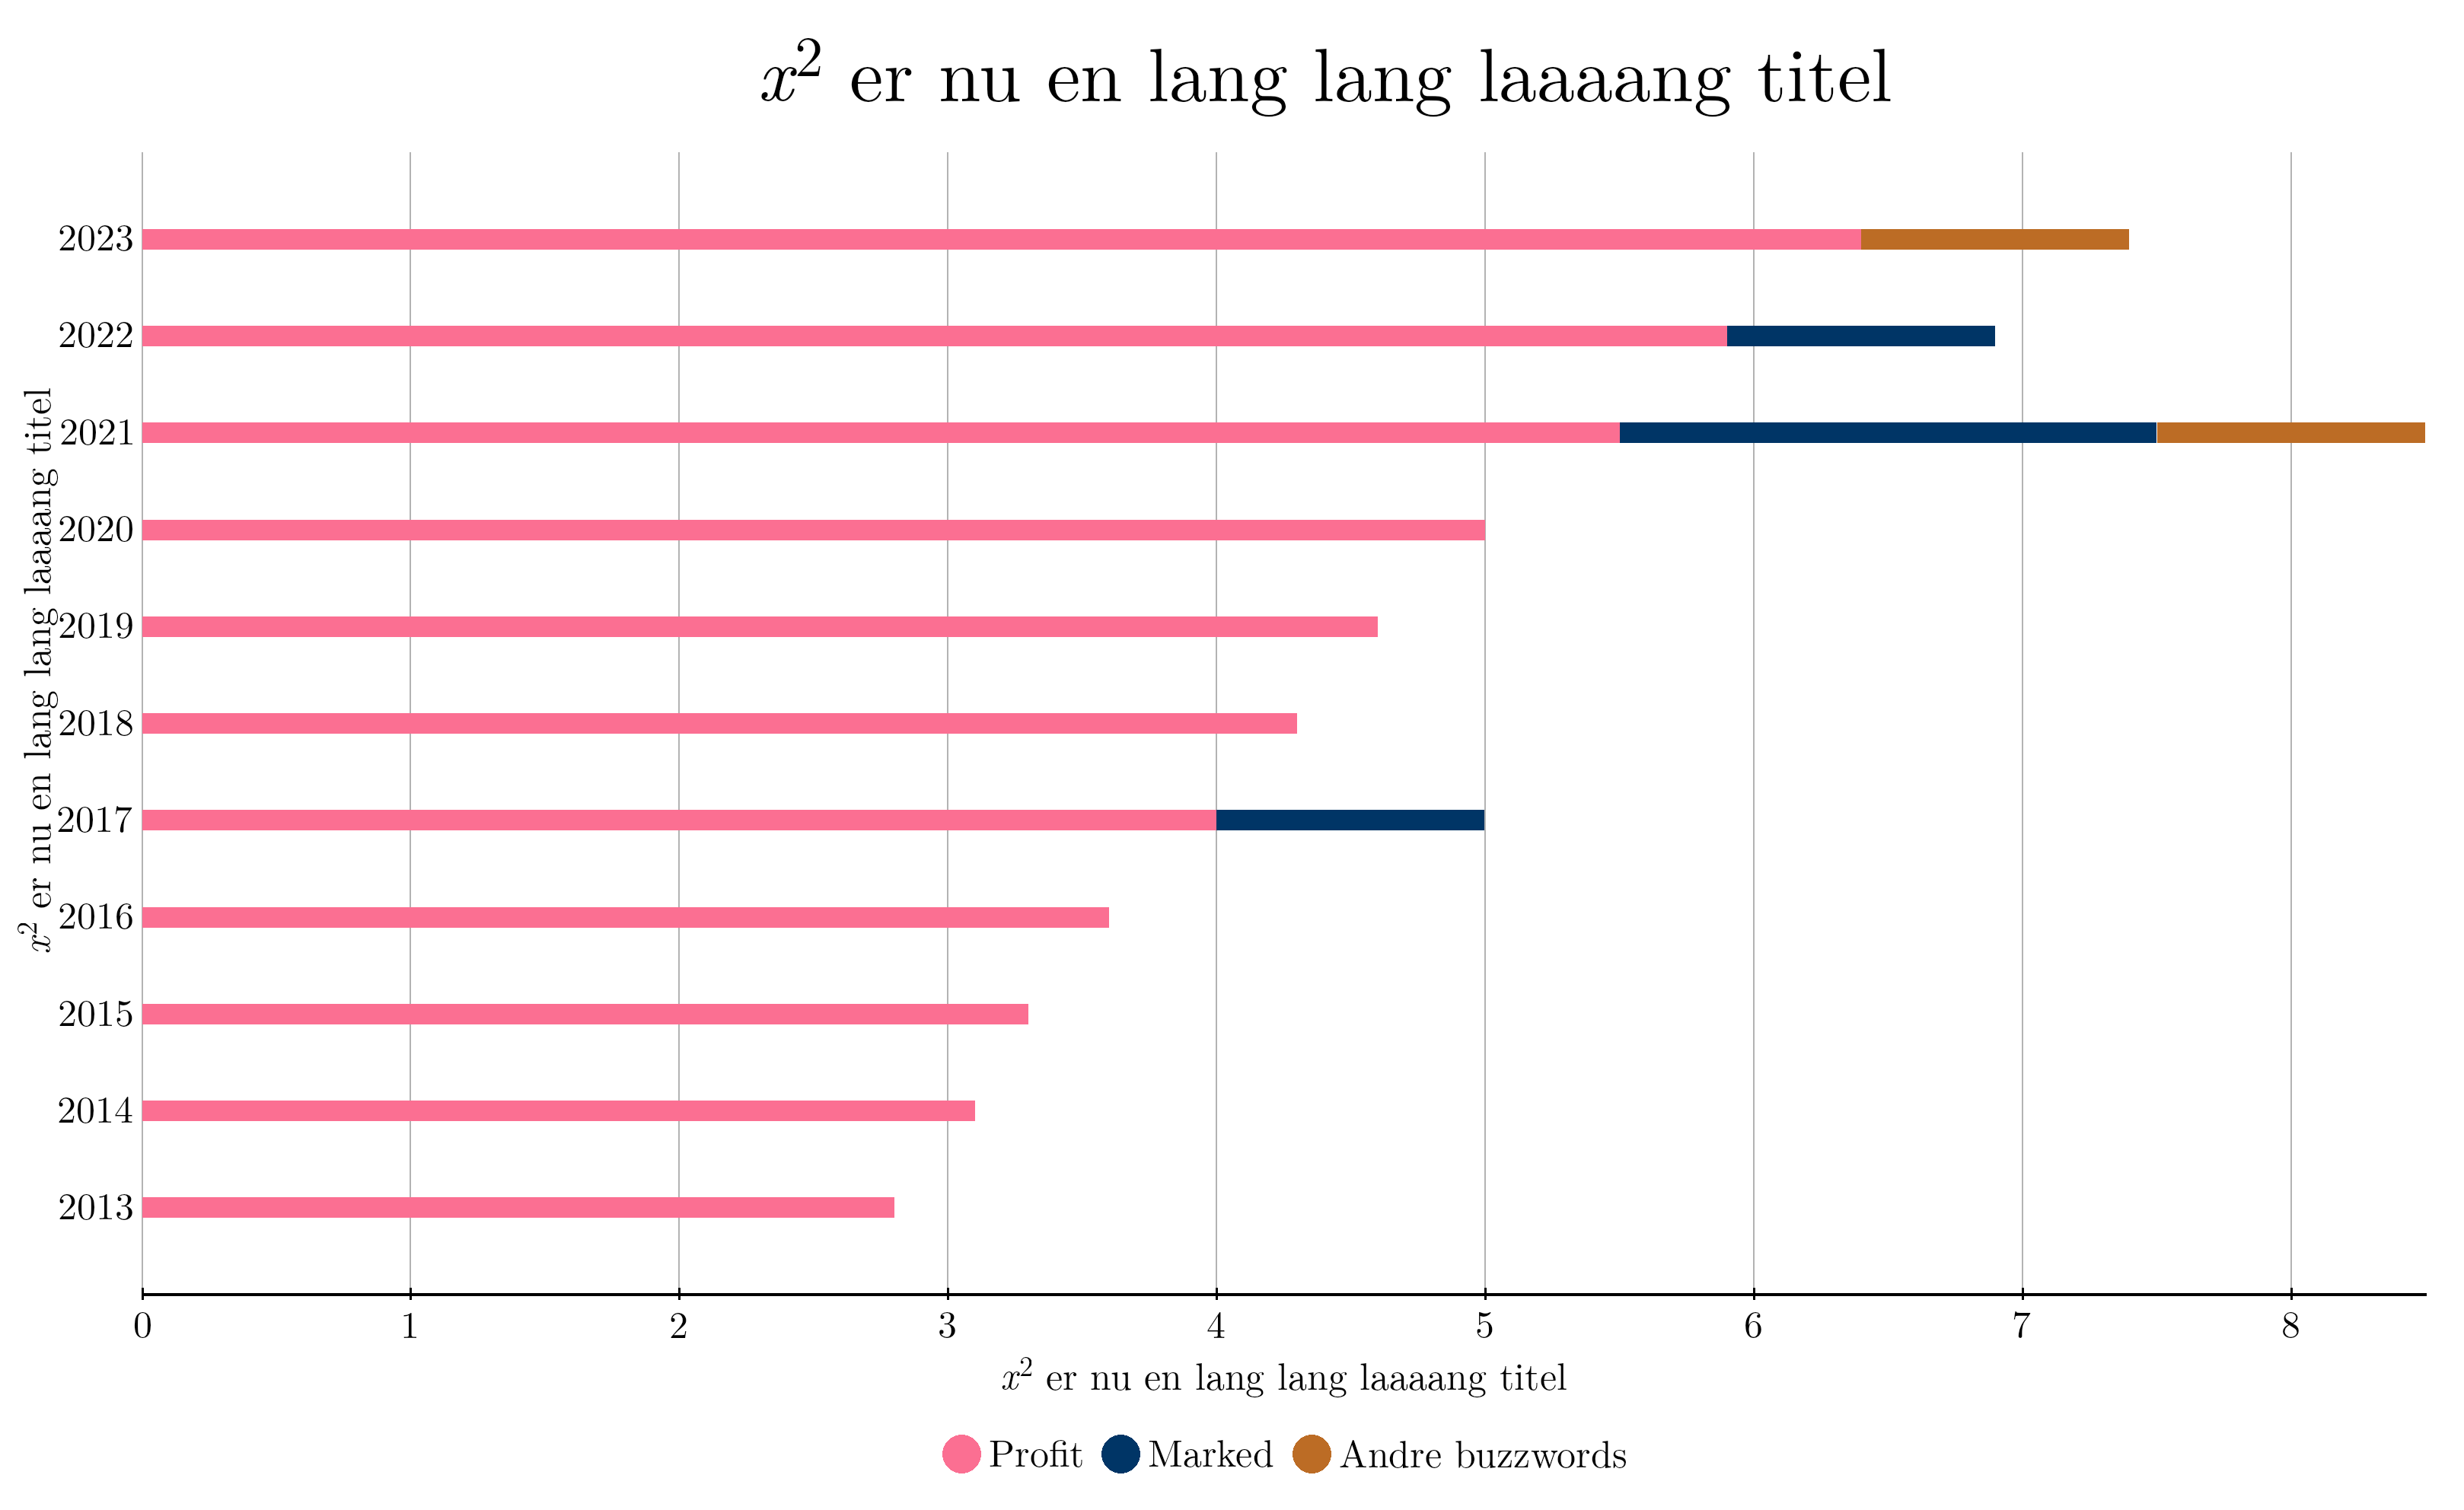 x² er nu en lang lang laaaang titel
x² er nu en lang lang laaaang titel
2023
2022
2021
2020
2019
2018
2017
2016
2015
2014
2013
0 1 2 3 4 5 6 7 8
x² er nu en lang lang laaaang titel
Profit Marked Andre buzzwords